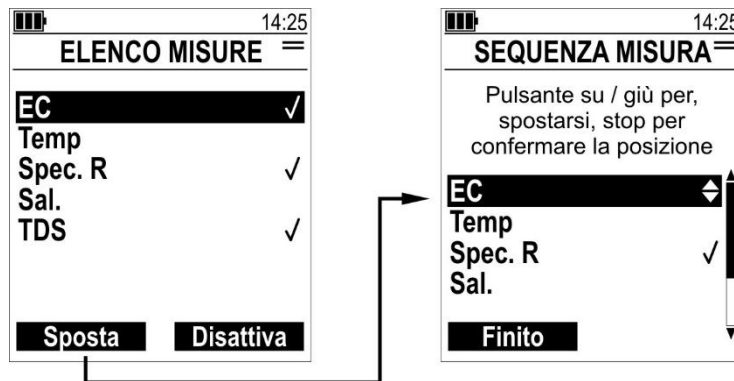 14:25
ELENCO MISURE
EC √
Temp
Spec. R √
Sal.
TDS √
Sposta Disattiva
14:25
SEQUENZA MISURA
Pulsante su / giù per,
spostarsi, stop per
confermare la posizione
EC
Temp
Spec. R √
Sal.
Finito